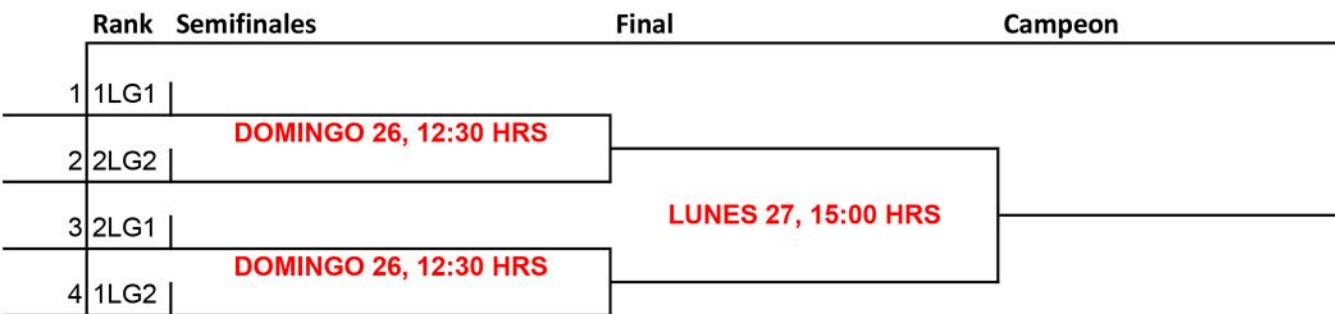 Rank Semifinales Final Campeon
1 1LG1
DOMINGO 26, 12:30 HRS
2 2LG2
LUNES 27, 15:00 HRS
3 2LG1
DOMINGO 26, 12:30 HRS
4 1LG2